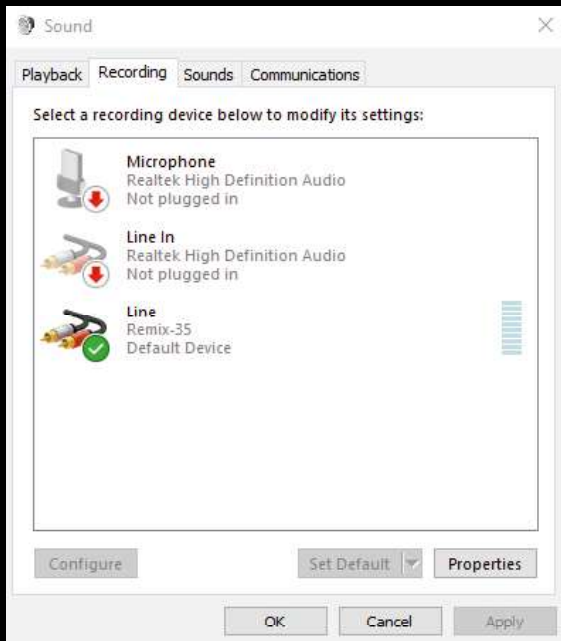 Sound
Playback Recording Sounds Communications
Select a recording device below to modify its settings:
Microphone
Realtek High Definition Audio
Not plugged in
Line In
Realtek High Definition Audio
Not plugged in
Line
Remix-35
Default Device
Configure Set Default Properties
OK Cancel Apply